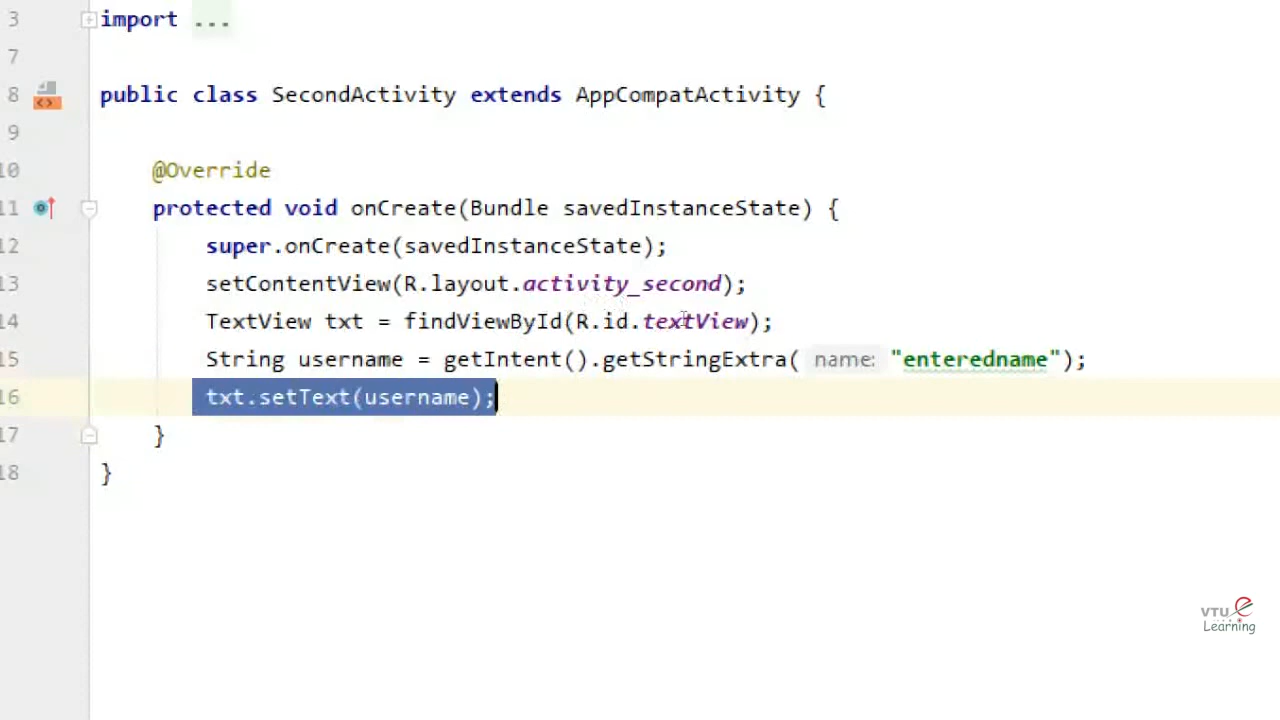 3 import ...
7
8 public class SecondActivity extends AppCompatActivity {
9
10 @Override
11 protected void onCreate(Bundle savedInstanceState) {
12 super.onCreate(savedInstanceState);
13 setContentView(R.layout.activity_second);
14 TextView txt = findViewById(R.id.textView);
15 String username = getIntent().getStringExtra( name: "enteredname");
16 txt.setText(username);
17 }
18 }
VTU e
Learning